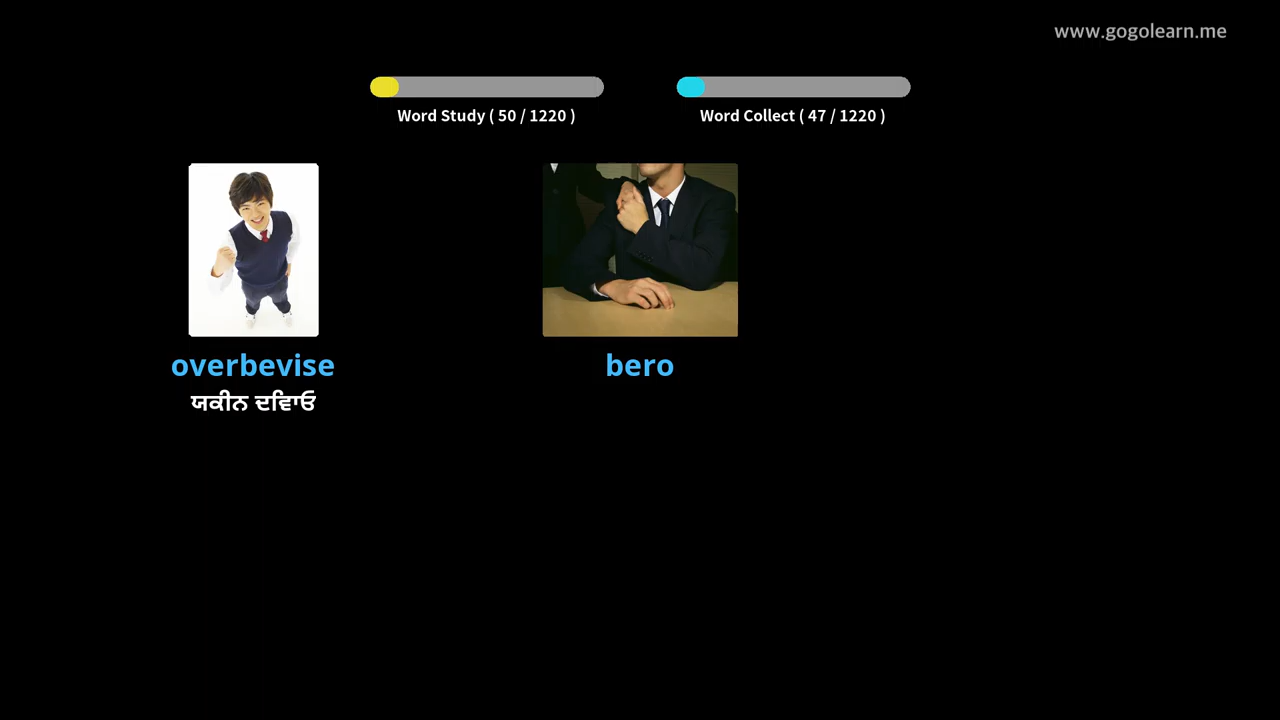 www.gogolearn.me
Word Study ( 50 / 1220 )
Word Collect ( 47 / 1220 )
overbevise
ਯਕੀਨ ਦਵਿਾਓ
bero